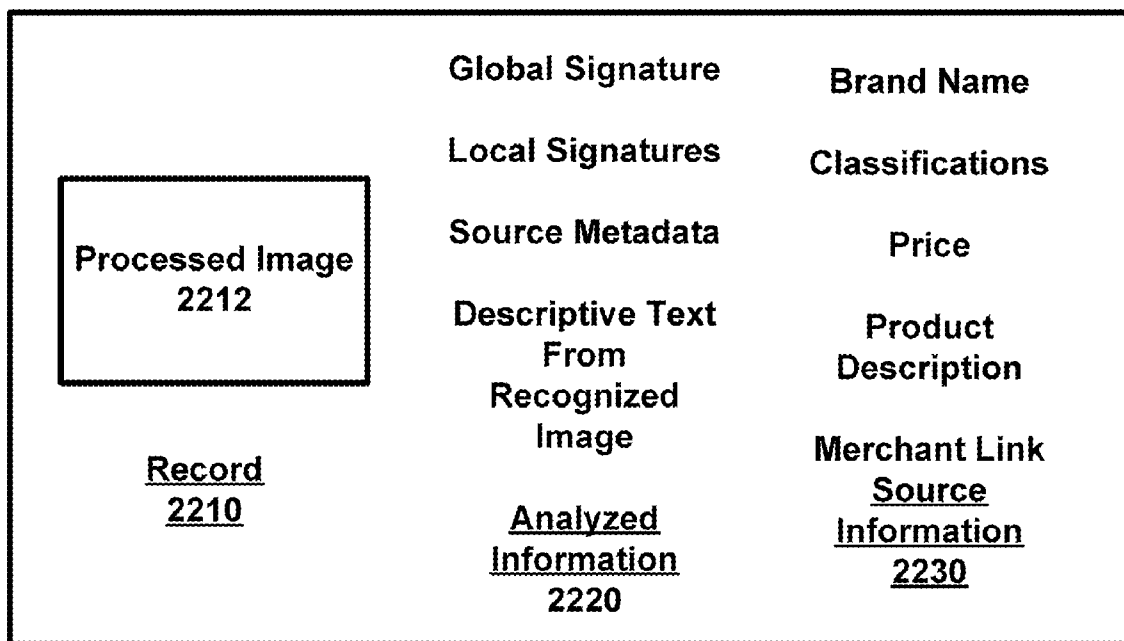 Processed Image
2212
Record
2210
Global Signature
Local Signatures
Source Metadata
Descriptive Text
From
Recognized
Image
Analyzed
Information
2220
Brand Name
Classifications
Price
Product
Description
Merchant Link
Source
Information
2230